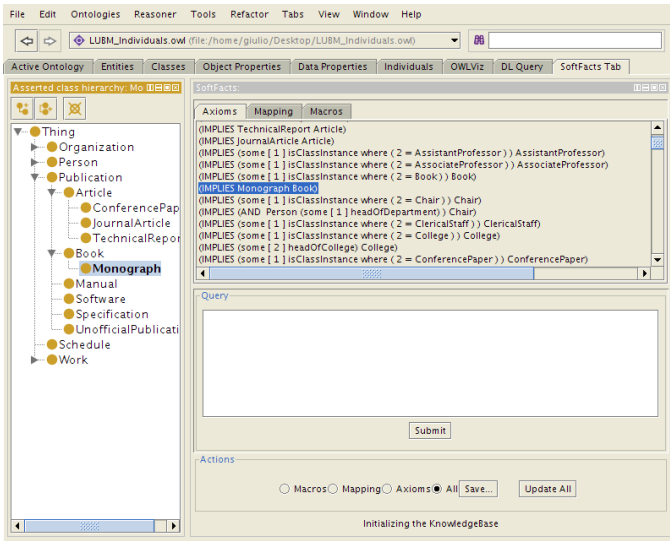 File Edit Ontologies Reasoner Tools Refactor Tabs View Window Help
LUBM_Individuals.owl (file:/home/giulio/Desktop/LUBM_Individuals.owl)
Active Ontology Entities Classes Object Properties Data Properties Individuals OWLViz DL Query SoftFacts Tab
Asserted class hierarchy: Mo
SoftFacts:
Axioms Mapping Macros
Thing
Organization
Person
Publication
Article
ConferencePap
JournalArticle
TechnicalRepor
Book
Monograph
Manual
Software
Specification
UnofficialPublicati
Schedule
Work
(IMPLIES TechnicalReport Article)
(IMPLIES JournalArticle Article)
(IMPLIES (some [ 1 ] isClassInstance where ( 2 = AssistantProfessor ) ) AssistantProfessor)
(IMPLIES (some [ 1 ] isClassInstance where ( 2 = AssociateProfessor ) ) AssociateProfessor)
(IMPLIES (some [ 1 ] isClassInstance where ( 2 = Book ) ) Book)
(IMPLIES Monograph Book)
(IMPLIES (some [ 1 ] isClassInstance where ( 2 = Chair ) ) Chair)
(IMPLIES (AND Person (some [ 1 ] headOfDepartment)) Chair)
(IMPLIES (some [ 1 ] isClassInstance where ( 2 = ClericalStaff ) ) ClericalStaff)
(IMPLIES (some [ 1 ] isClassInstance where ( 2 = College ) ) College)
(IMPLIES (some [ 2 ] headOfCollege) College)
(IMPLIES (some [ 1 ] isClassInstance where ( 2 = ConferencePaper ) ) ConferencePaper)
Query
Submit
Actions
Macros Mapping Axioms All Save... Update All
Initializing the KnowledgeBase